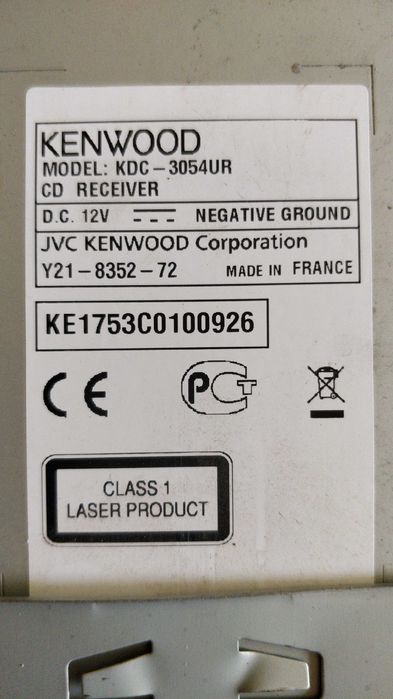 KENWOOD
MODEL: KDC-3054UR
CD RECEIVER
D.C. 12V NEGATIVE GROUND
JVC KENWOOD Corporation
Y21-8352-72 MADE IN FRANCE
KE1753C0100926
CE
PCT
CLASS 1
LASER PRODUCT